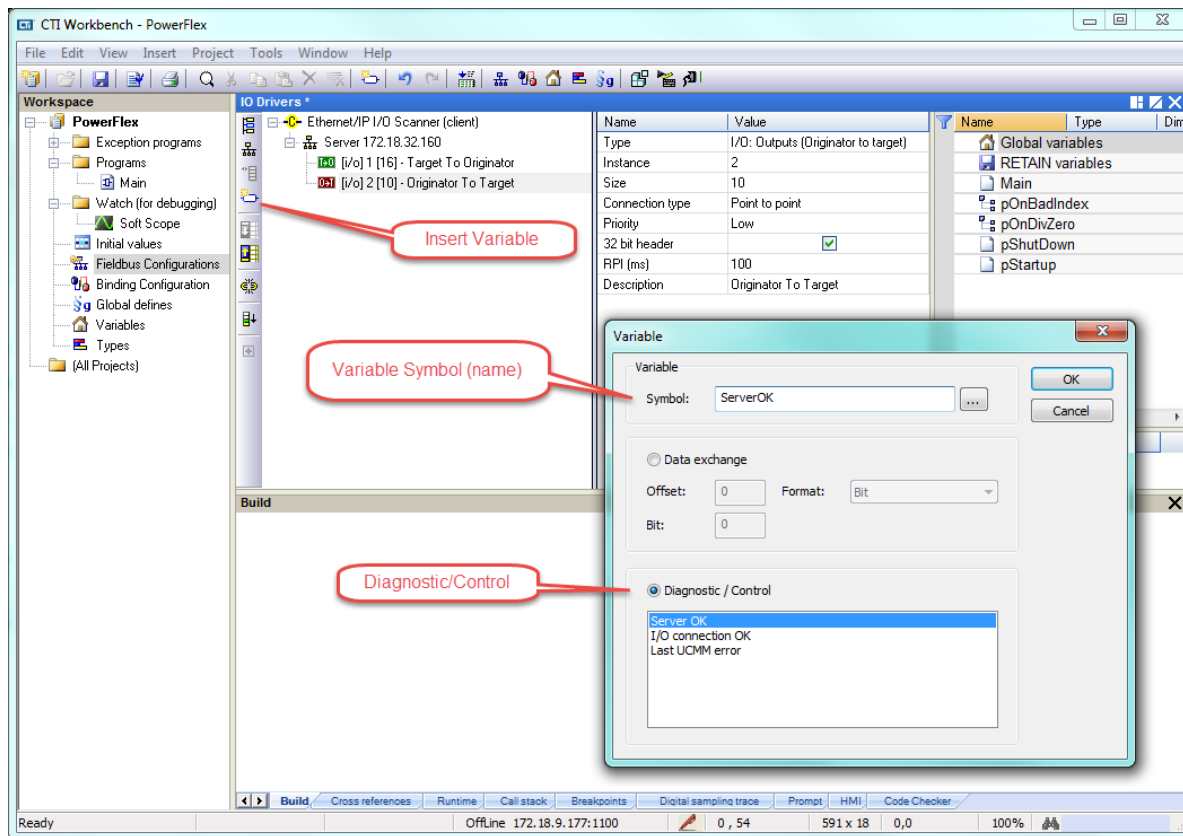 CTI Workbench - PowerFlex
File Edit View Insert Project Tools Window Help
Workspace
PowerFlex
Exception programs
Programs
Main
Watch (for debugging)
Soft Scope
Initial values
Fieldbus Configurations
Binding Configuration
Global defines
Variables
Types
(All Projects)
IO Drivers *
Ethernet/IP I/O Scanner (client)
Server 172.18.32.160
[i/o] 1 [16] - Target To Originator
[i/o] 2 [10] - Originator To Target
Insert Variable
Variable Symbol (name)
Diagnostic/Control
Name Value
Type I/O: Outputs (Originator to target)
Instance 2
Size 10
Connection type Point to point
Priority Low
32 bit header
RPI (ms) 100
Description Originator To Target
Name Type Dim
Global variables
RETAIN variables
Main
pOnBadIndex
pOnDivZero
pShutDown
pStartup
Variable
Variable
Symbol: ServerOK ...
OK
Cancel
Data exchange
Offset: 0 Format: Bit
Bit: 0
Diagnostic / Control
Server OK
I/O connection OK
Last UCMM error
Build
Build Cross references Runtime Call stack Breakpoints Digital sampling trace Prompt HMI Code Checker
Ready OffLine 172.18.9.177:1100 0 , 54 591 x 18 0,0 100%